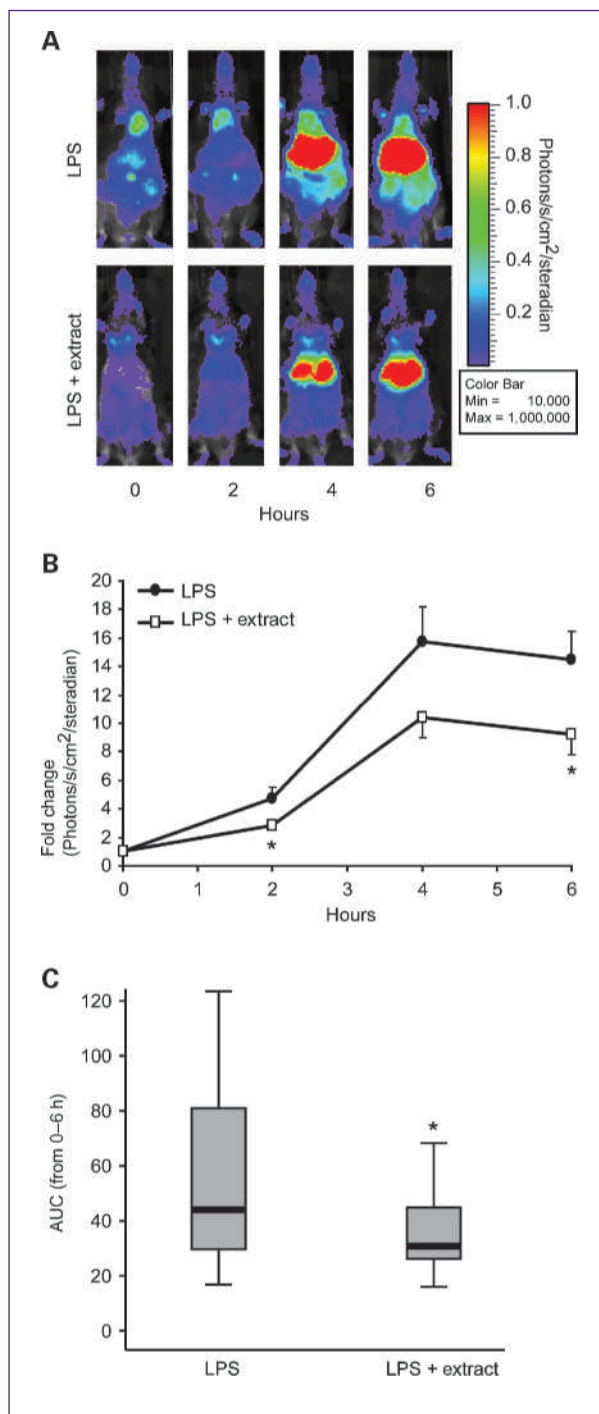 A
LPS
LPS + extract
0 2 4 6
Hours
1.0
0.8
0.6
0.4
0.2
Photons/s/cm²/steradian
Color Bar
Min = 10,000
Max = 1,000,000
B
LPS
LPS + extract
20
18
16
14
12
10
8
6
4
2
0
Fold change
(Photons/s/cm²/steradian)
*
*
0 1 2 3 4 5 6
Hours
C
120
100
80
60
40
20
0
AUC (from 0–6 h)
*
LPS LPS + extract